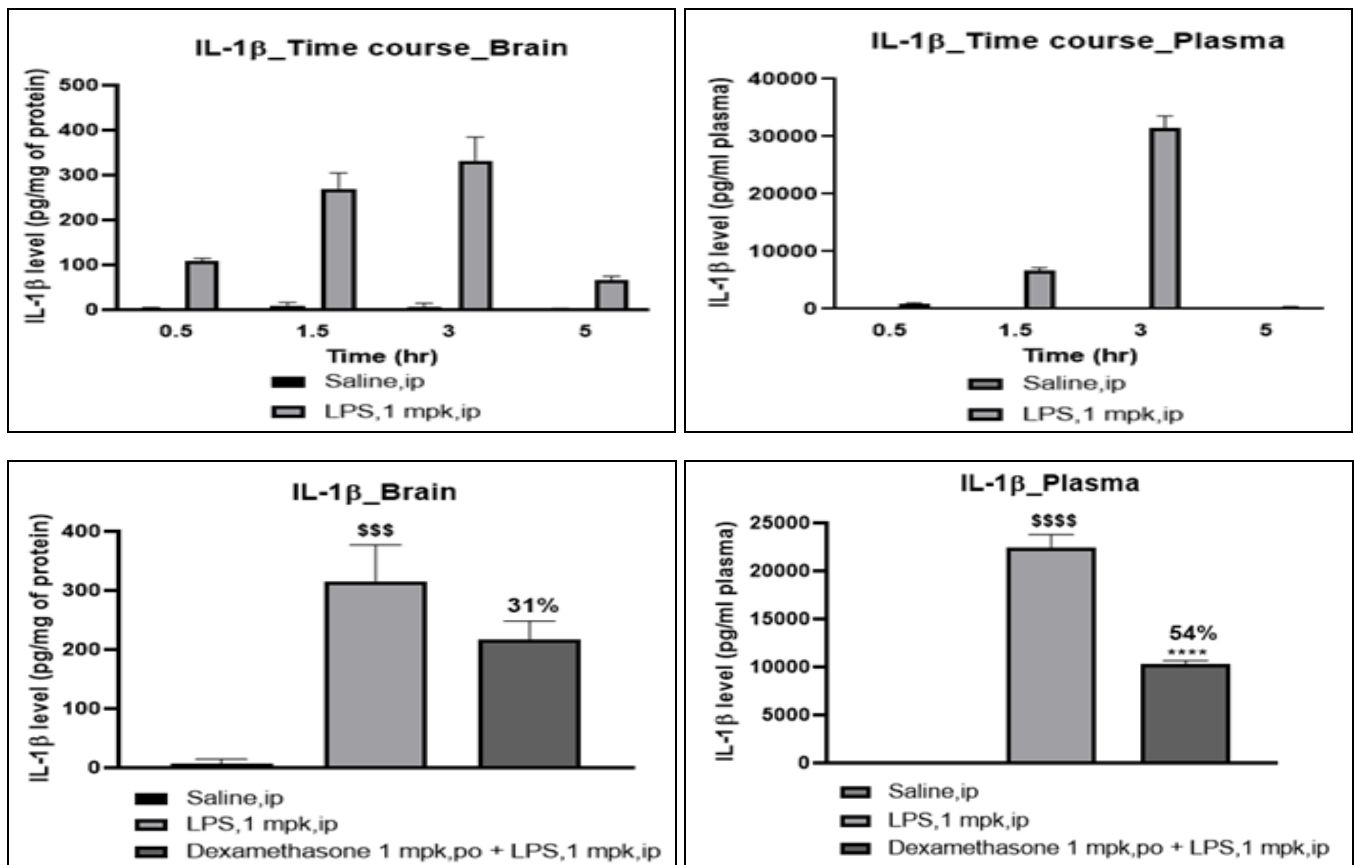 IL-1β_Time course_Brain
IL-1β level (pg/mg of protein)
500
400
300
200
100
0
0.5 1.5 3 5
Time (hr)
Saline,ip
LPS,1 mpk,ip
IL-1β_Time course_Plasma
IL-1β level (pg/ml plasma)
40000
30000
20000
10000
0
0.5 1.5 3 5
Time (hr)
Saline,ip
LPS,1 mpk,ip
IL-1β_Brain
IL-1β level (pg/mg of protein)
400
300
200
100
0
$$$
31%
Saline,ip
LPS,1 mpk,ip
Dexamethasone 1 mpk,po + LPS,1 mpk,ip
IL-1β_Plasma
IL-1β level (pg/ml plasma)
25000
20000
15000
10000
5000
0
$$$$
54%
****
Saline,ip
LPS,1 mpk,ip
Dexamethasone 1 mpk,po + LPS,1 mpk,ip